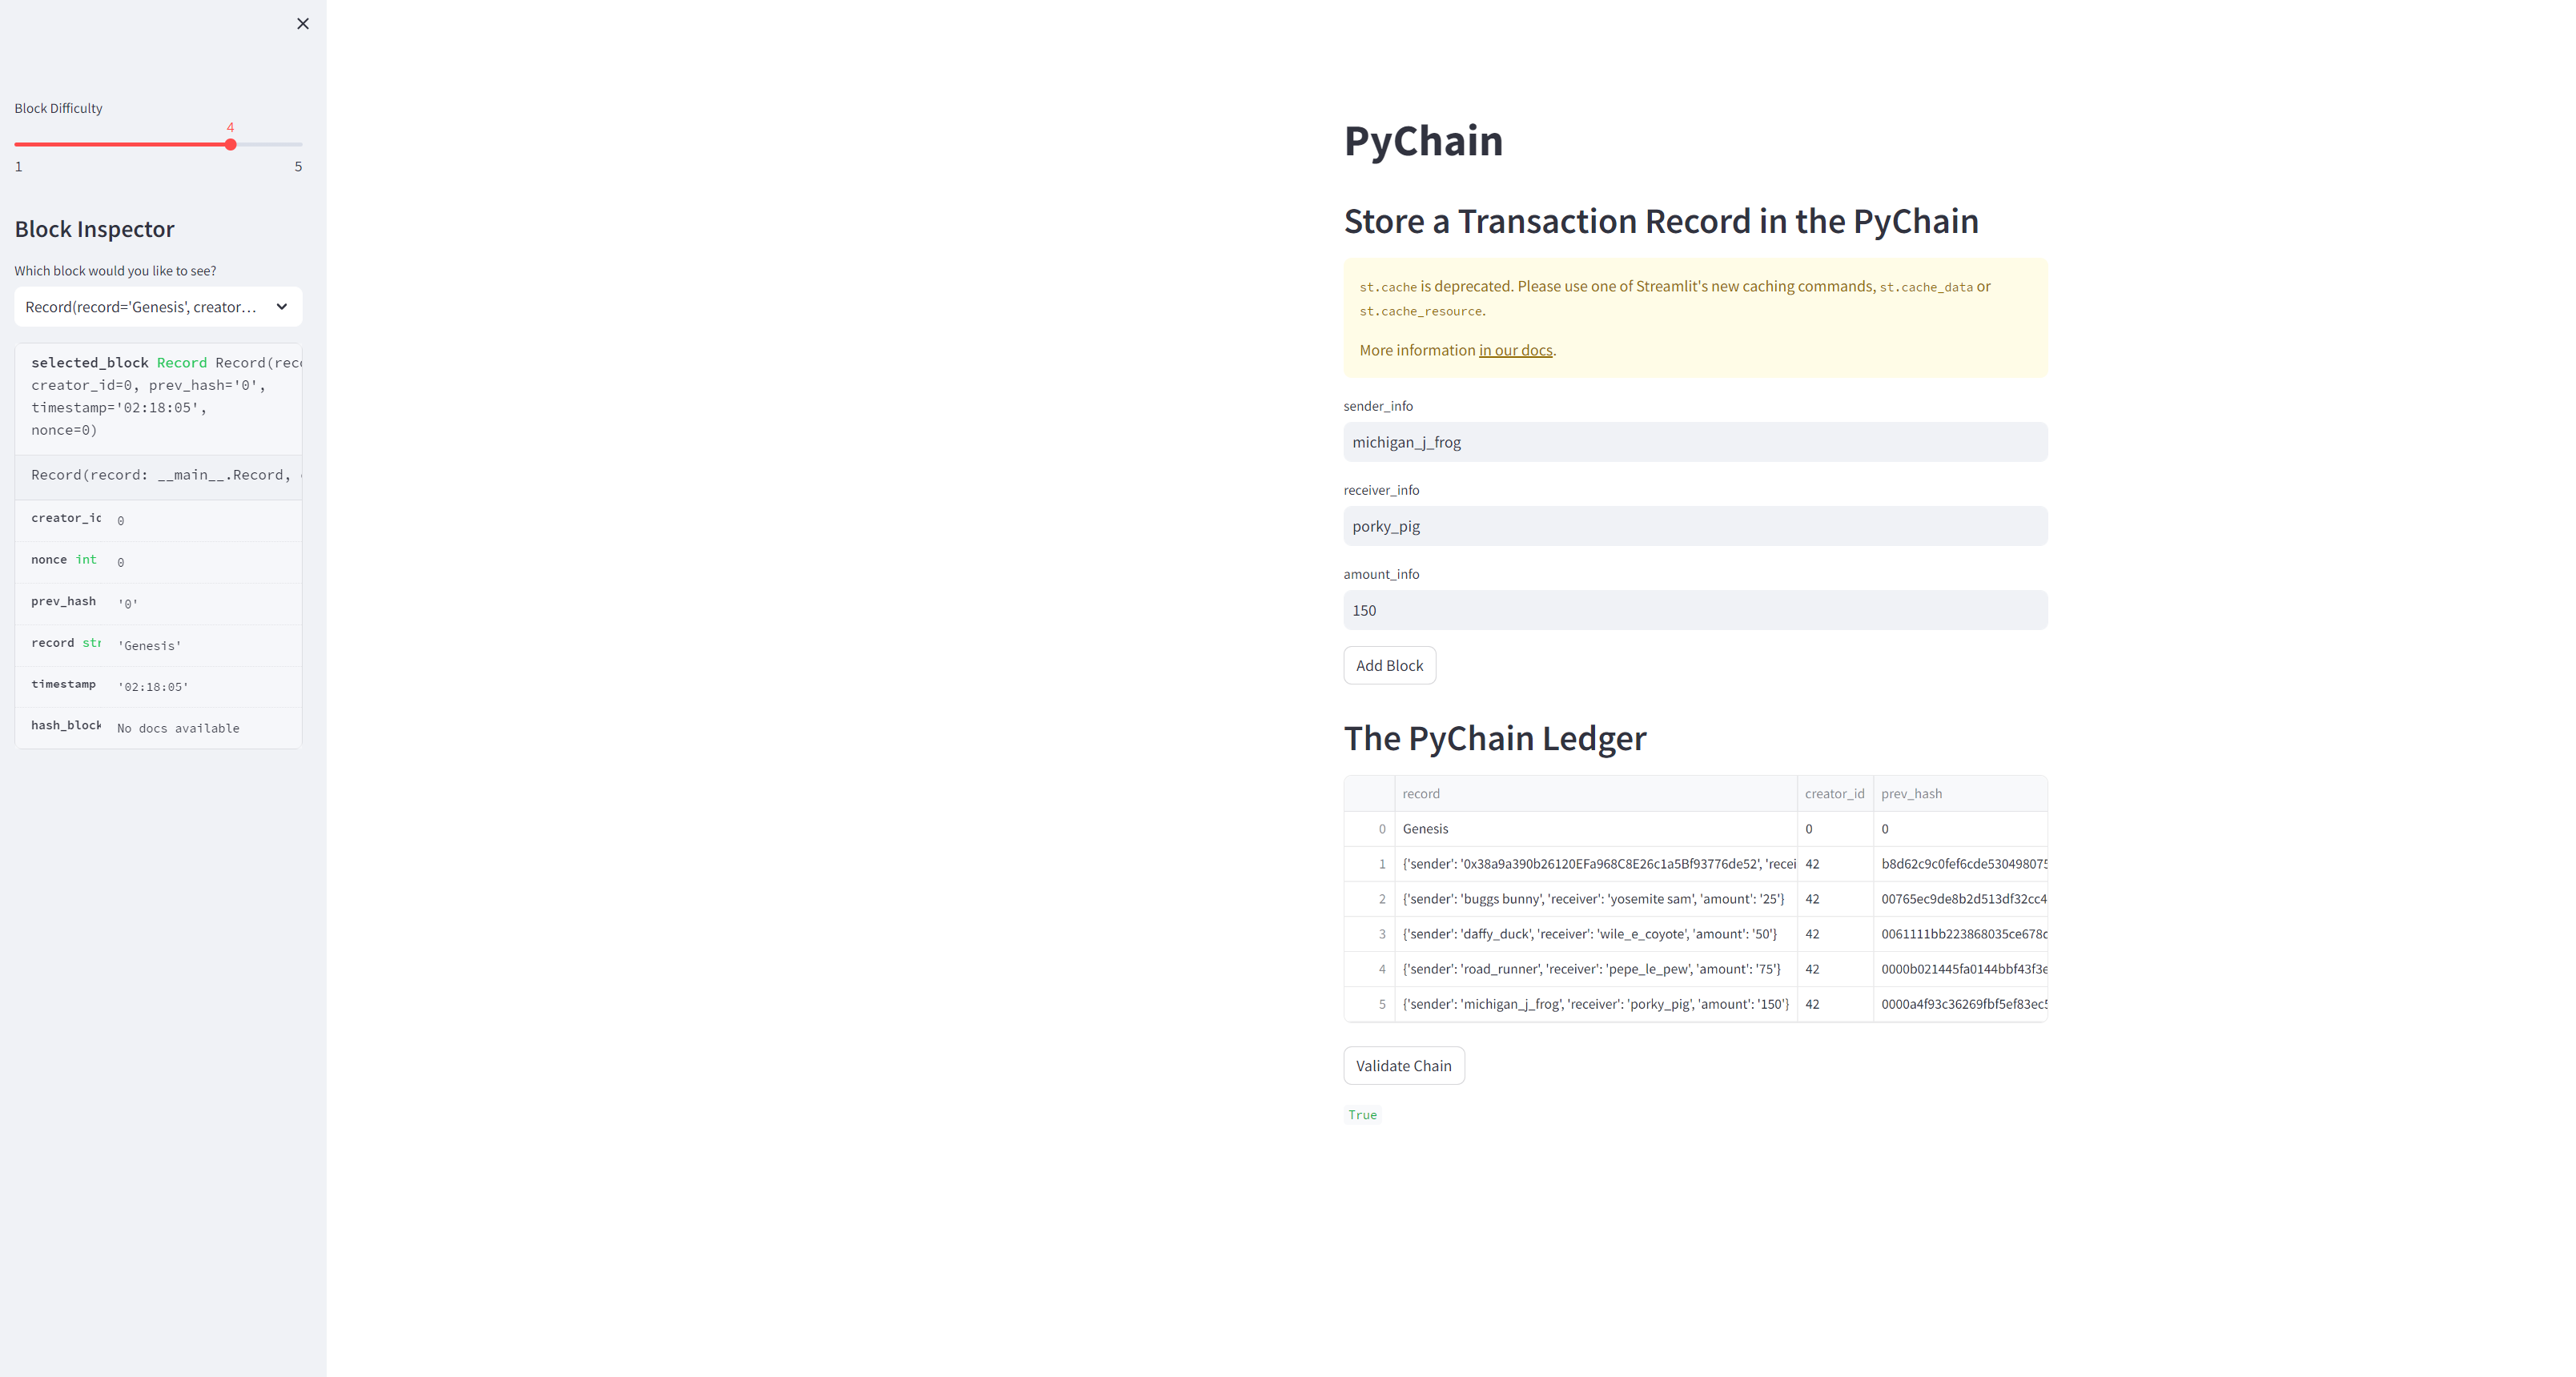 Block Difficulty
4
1 5
Block Inspector
Which block would you like to see?
Record(record='Genesis', creator...
selected_block Record Record(rec
creator_id=0, prev_hash='0',
timestamp='02:18:05',
nonce=0)
Record(record: __main__.Record,
creator_id 0
nonce int 0
prev_hash '0'
record str 'Genesis'
timestamp '02:18:05'
hash_block No docs available
PyChain
Store a Transaction Record in the PyChain
st.cache is deprecated. Please use one of Streamlit's new caching commands, st.cache_data or
st.cache_resource.
More information in our docs.
sender_info
michigan_j_frog
receiver_info
porky_pig
amount_info
150
Add Block
The PyChain Ledger
record creator_id prev_hash
0 Genesis 0 0
1 {'sender': '0x38a9a390b26120EFa968C8E26c1a5Bf93776de52', 'recei 42 b8d62c9c0fef6cde530498075
2 {'sender': 'buggs bunny', 'receiver': 'yosemite sam', 'amount': '25'} 42 00765ec9de8b2d513df32cc4
3 {'sender': 'daffy_duck', 'receiver': 'wile_e_coyote', 'amount': '50'} 42 0061111bb223868035ce678c
4 {'sender': 'road_runner', 'receiver': 'pepe_le_pew', 'amount': '75'} 42 0000b021445fa0144bbf43f3e
5 {'sender': 'michigan_j_frog', 'receiver': 'porky_pig', 'amount': '150'} 42 0000a4f93c36269fbf5ef83ec5
Validate Chain
True